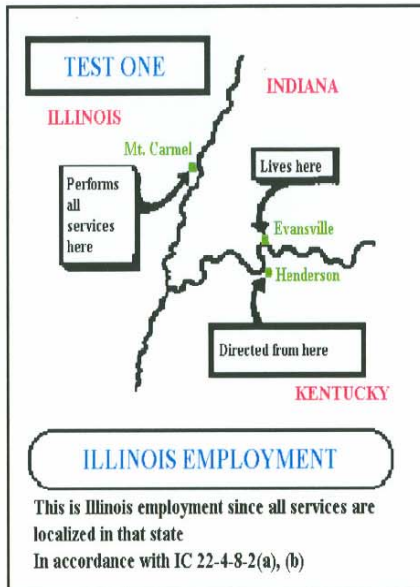 TEST ONE
INDIANA
ILLINOIS
Mt. Carmel
Lives here
Performs
all
services
here
Evansville
Henderson
Directed from here
KENTUCKY
ILLINOIS EMPLOYMENT
This is Illinois employment since all services are
localized in that state
In accordance with IC 22-4-8-2(a), (b)